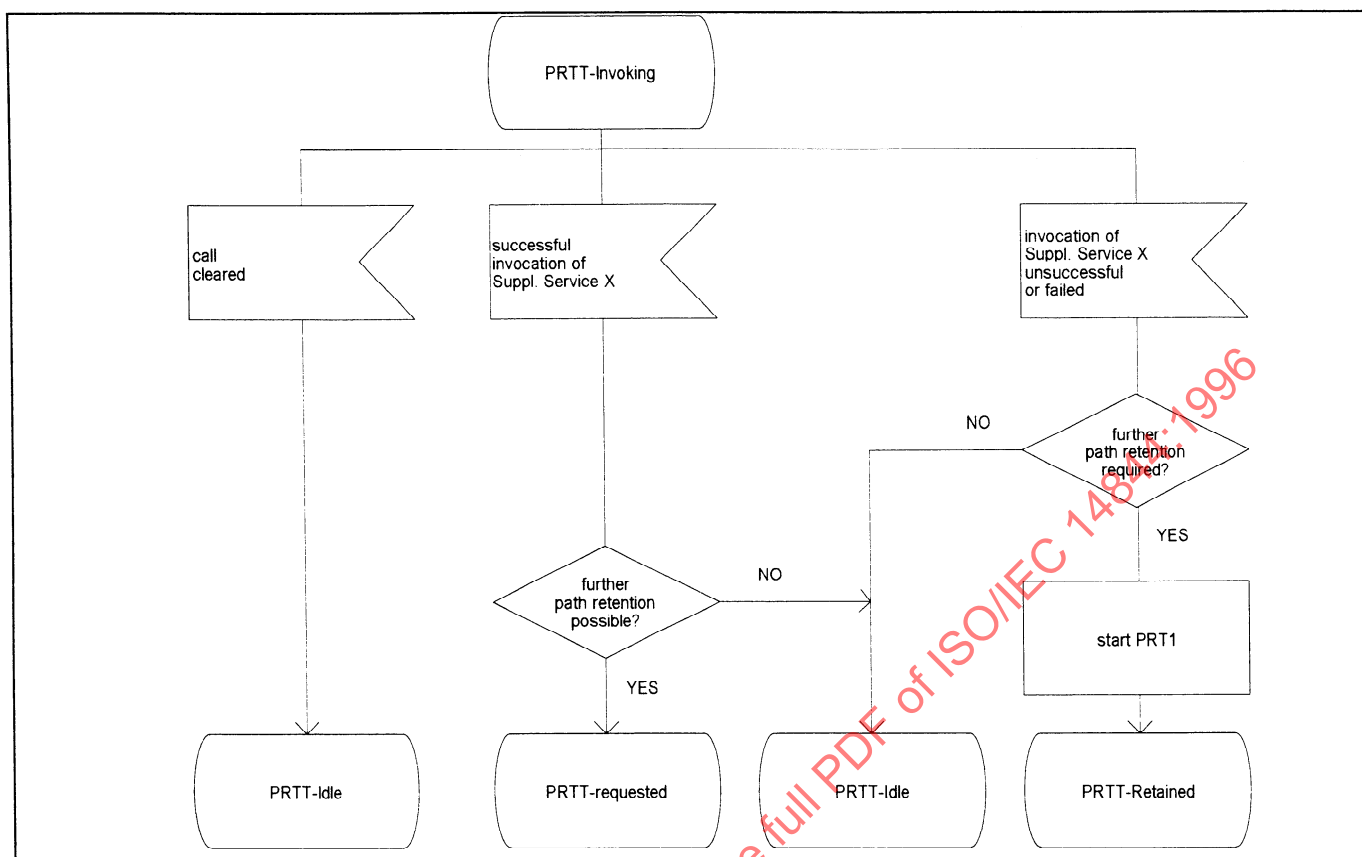 PRTT-Invoking
call
cleared
successful
invocation of
Suppl. Service X
invocation of
Suppl. Service X
unsuccessful
or failed
NO
further
path retention
required?
YES
further
path retention
possible?
NO
YES
start PRT1
PRTT-Idle
PRTT-requested
PRTT-Idle
PRTT-Retained
full PDF of ISO/IEC 14844:1996